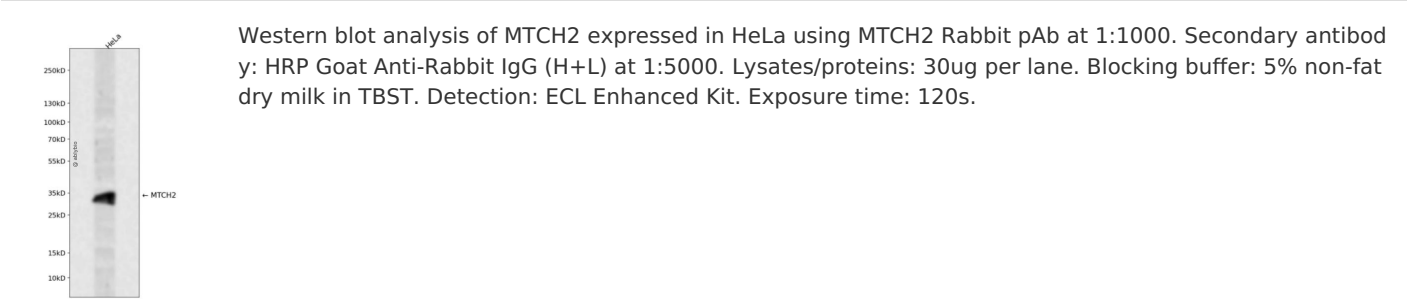 HeLa
Western blot analysis of MTCH2 expressed in HeLa using MTCH2 Rabbit pAb at 1:1000. Secondary antibod
y: HRP Goat Anti-Rabbit IgG (H+L) at 1:5000. Lysates/proteins: 30ug per lane. Blocking buffer: 5% non-fat
dry milk in TBST. Detection: ECL Enhanced Kit. Exposure time: 120s.
250kD
130kD
100kD
70kD
55kD
35kD
← MTCH2
25kD
15kD
10kD